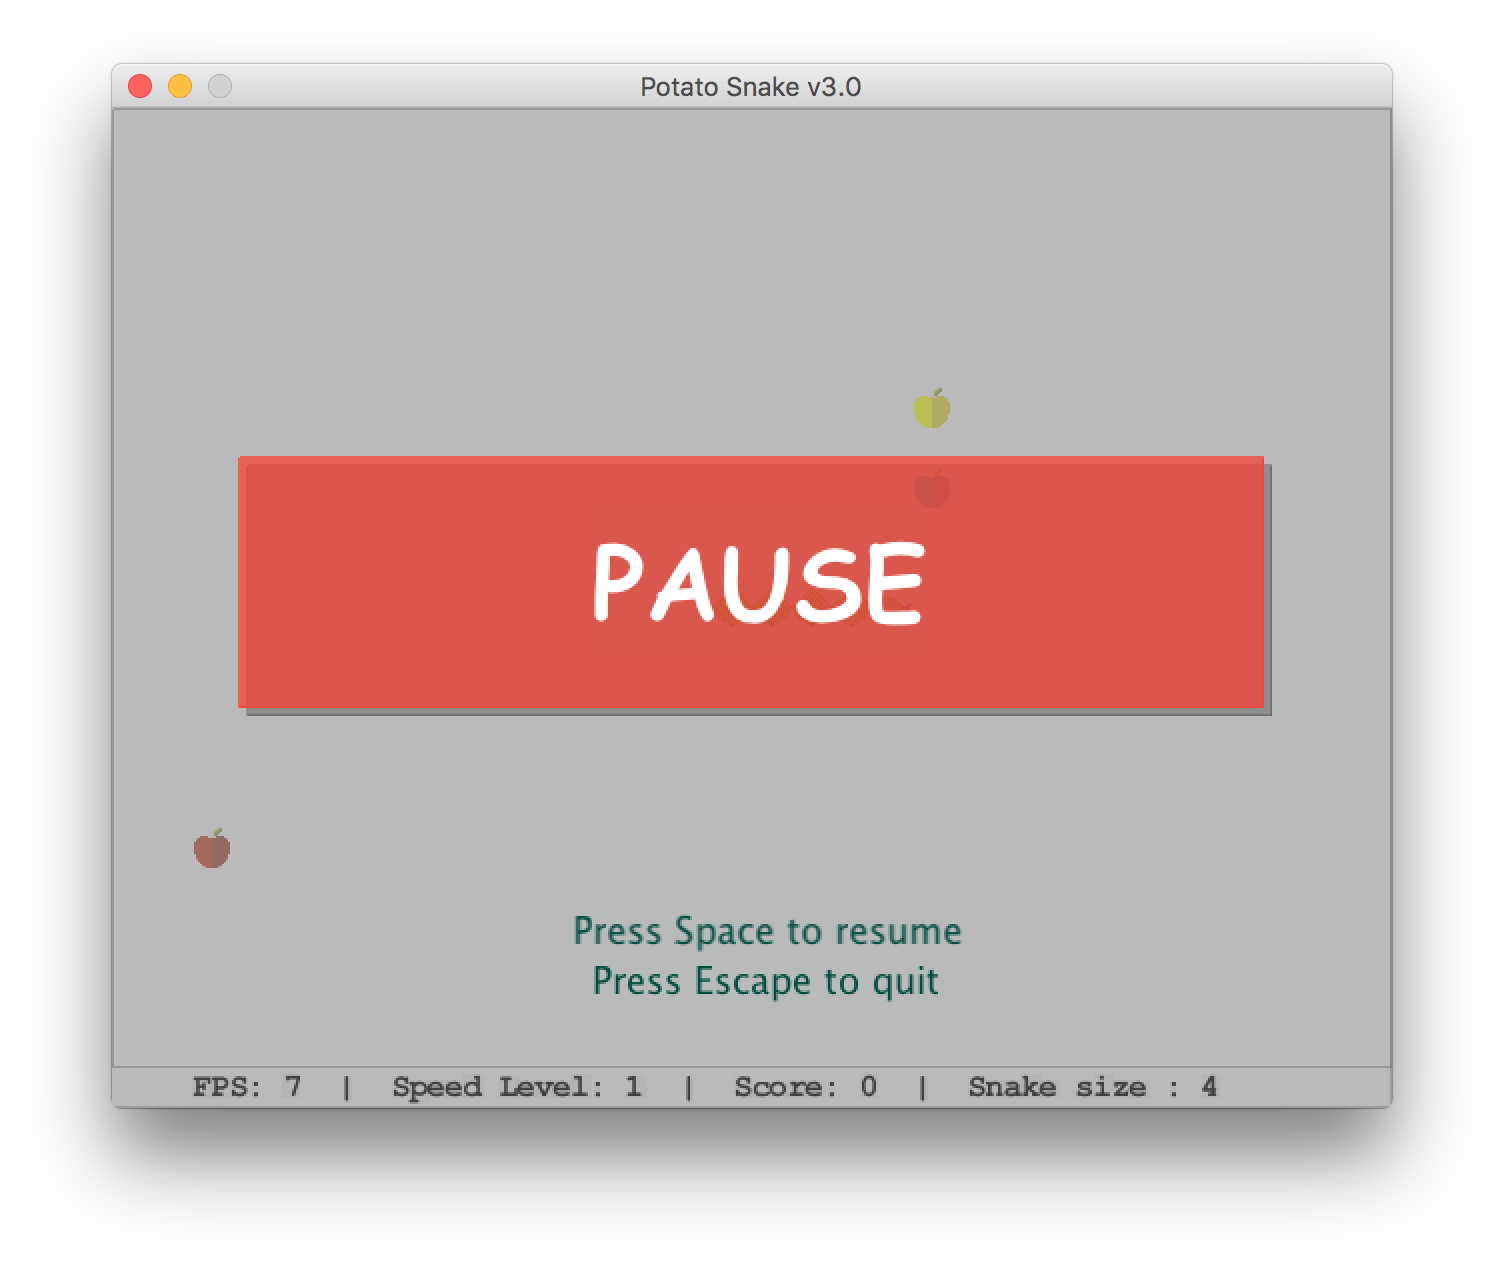 Potato Snake v3.0
PAUSE
Press Space to resume
Press Escape to quit
FPS: 7 | Speed Level: 1 | Score: 0 | Snake size : 4